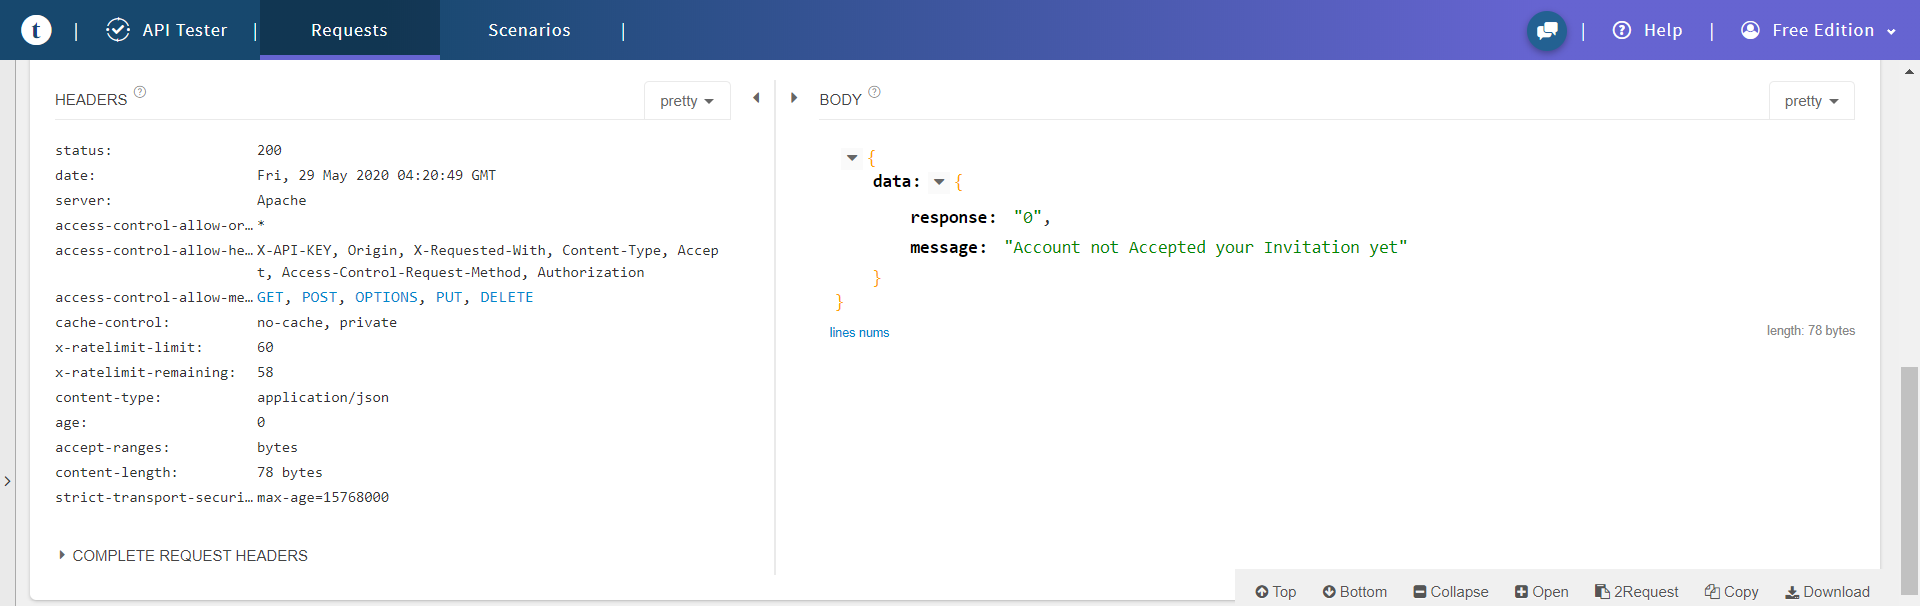 t | API Tester | Requests Scenarios | | Help | Free Edition
HEADERS ? pretty
status: 200
date: Fri, 29 May 2020 04:20:49 GMT
server: Apache
access-control-allow-or… *
access-control-allow-he… X-API-KEY, Origin, X-Requested-With, Content-Type, Accep
t, Access-Control-Request-Method, Authorization
access-control-allow-me… GET, POST, OPTIONS, PUT, DELETE
cache-control: no-cache, private
x-ratelimit-limit: 60
x-ratelimit-remaining: 58
content-type: application/json
age: 0
accept-ranges: bytes
content-length: 78 bytes
strict-transport-securi… max-age=15768000
COMPLETE REQUEST HEADERS
BODY ? pretty
{
data: {
response: "0",
message: "Account not Accepted your Invitation yet"
}
}
lines nums length: 78 bytes
Top Bottom Collapse Open 2Request Copy Download